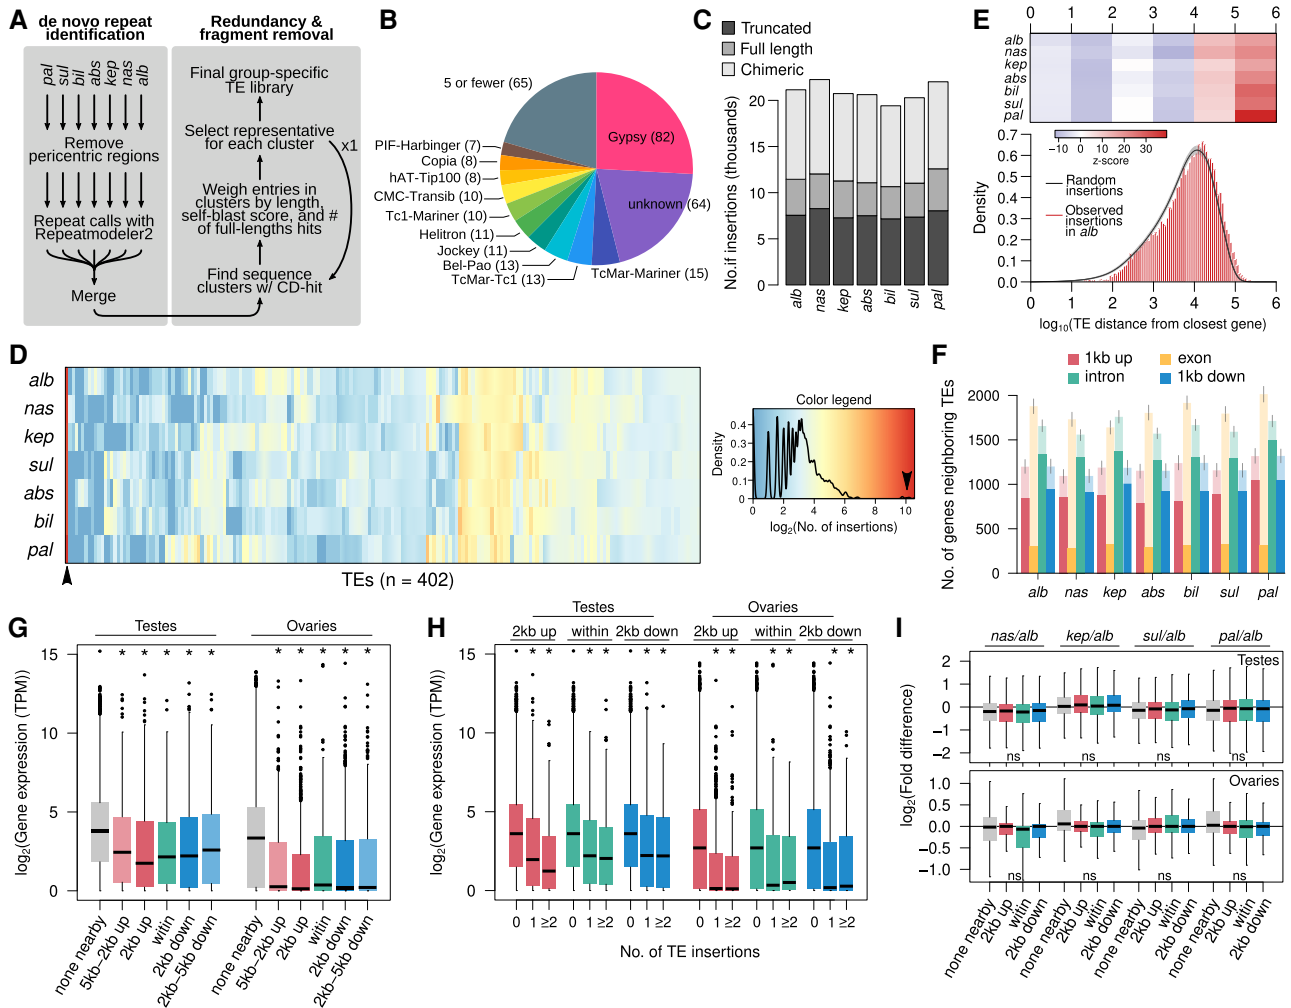 A
de novo repeat
identification
pal sul bil abs kep nas alb
Remove
pericentric regions
Repeat calls with
Repeatmodeler2
Merge
Redundancy &
fragment removal
Final group-specific
TE library
Select representative
for each cluster
x1
Weigh entries in
clusters by length,
self-blast score, and #
of full-lengths hits
Find sequence
clusters w/ CD-hit
B
5 or fewer (65)
Gypsy (82)
PIF-Harbinger (7)
Copia (8)
hAT-Tip100 (8)
CMC-Transib (10)
Tc1-Mariner (10)
Helitron (11)
Jockey (11)
Bel-Pao (13)
TcMar-Tc1 (13)
TcMar-Mariner (15)
unknown (64)
C
Truncated
Full length
Chimeric
No.if insertions (thousands)
20
15
10
5
0
alb nas kep abs bil sul pal
E
0 1 2 3 4 5 6
alb
nas
kep
abs
bil
sul
pal
−10 0 10 20 30
z-score
Random
insertions
Observed
insertions
in alb
Density
0.7
0.6
0.5
0.4
0.3
0.2
0.1
0.0
0 1 2 3 4 5 6
log10(TE distance from closest gene)
D
alb
nas
kep
sul
abs
bil
pal
TEs (n = 402)
Color legend
Density
0.4
0.3
0.2
0.1
0
0 2 4 6 8 10
log2(No. of insertions)
F
1kb up
intron
exon
1kb down
No. of genes neighboring TEs
2000
1500
1000
500
0
alb nas kep abs bil sul pal
G
Testes Ovaries
log2(Gene expression (TPM))
15
10
5
0
* * * * * * * * * *
none nearby
5kb−2kb up
2kb up
witin
2kb down
2kb−5kb down
none nearby
5kb−2kb up
2kb up
witin
2kb down
2kb−5kb down
H
Testes Ovaries
2kb up within 2kb down 2kb up within 2kb down
log2(Gene expression (TPM))
15
10
5
0
* * * * * * * * * * * *
0 1 ≥2 0 1 ≥2 0 1 ≥2 0 1 ≥2 0 1 ≥2 0 1 ≥2
No. of TE insertions
I
nas/alb kep/alb sul/alb pal/alb
Testes
log2(Fold difference)
2
1
0
−1
−2
ns ns ns ns
Ovaries
1.0
0.5
0.0
−0.5
−1.0
ns ns ns ns
none nearby
2kb up
witin
2kb down
none nearby
2kb up
witin
2kb down
none nearby
2kb up
witin
2kb down
none nearby
2kb up
witin
2kb down